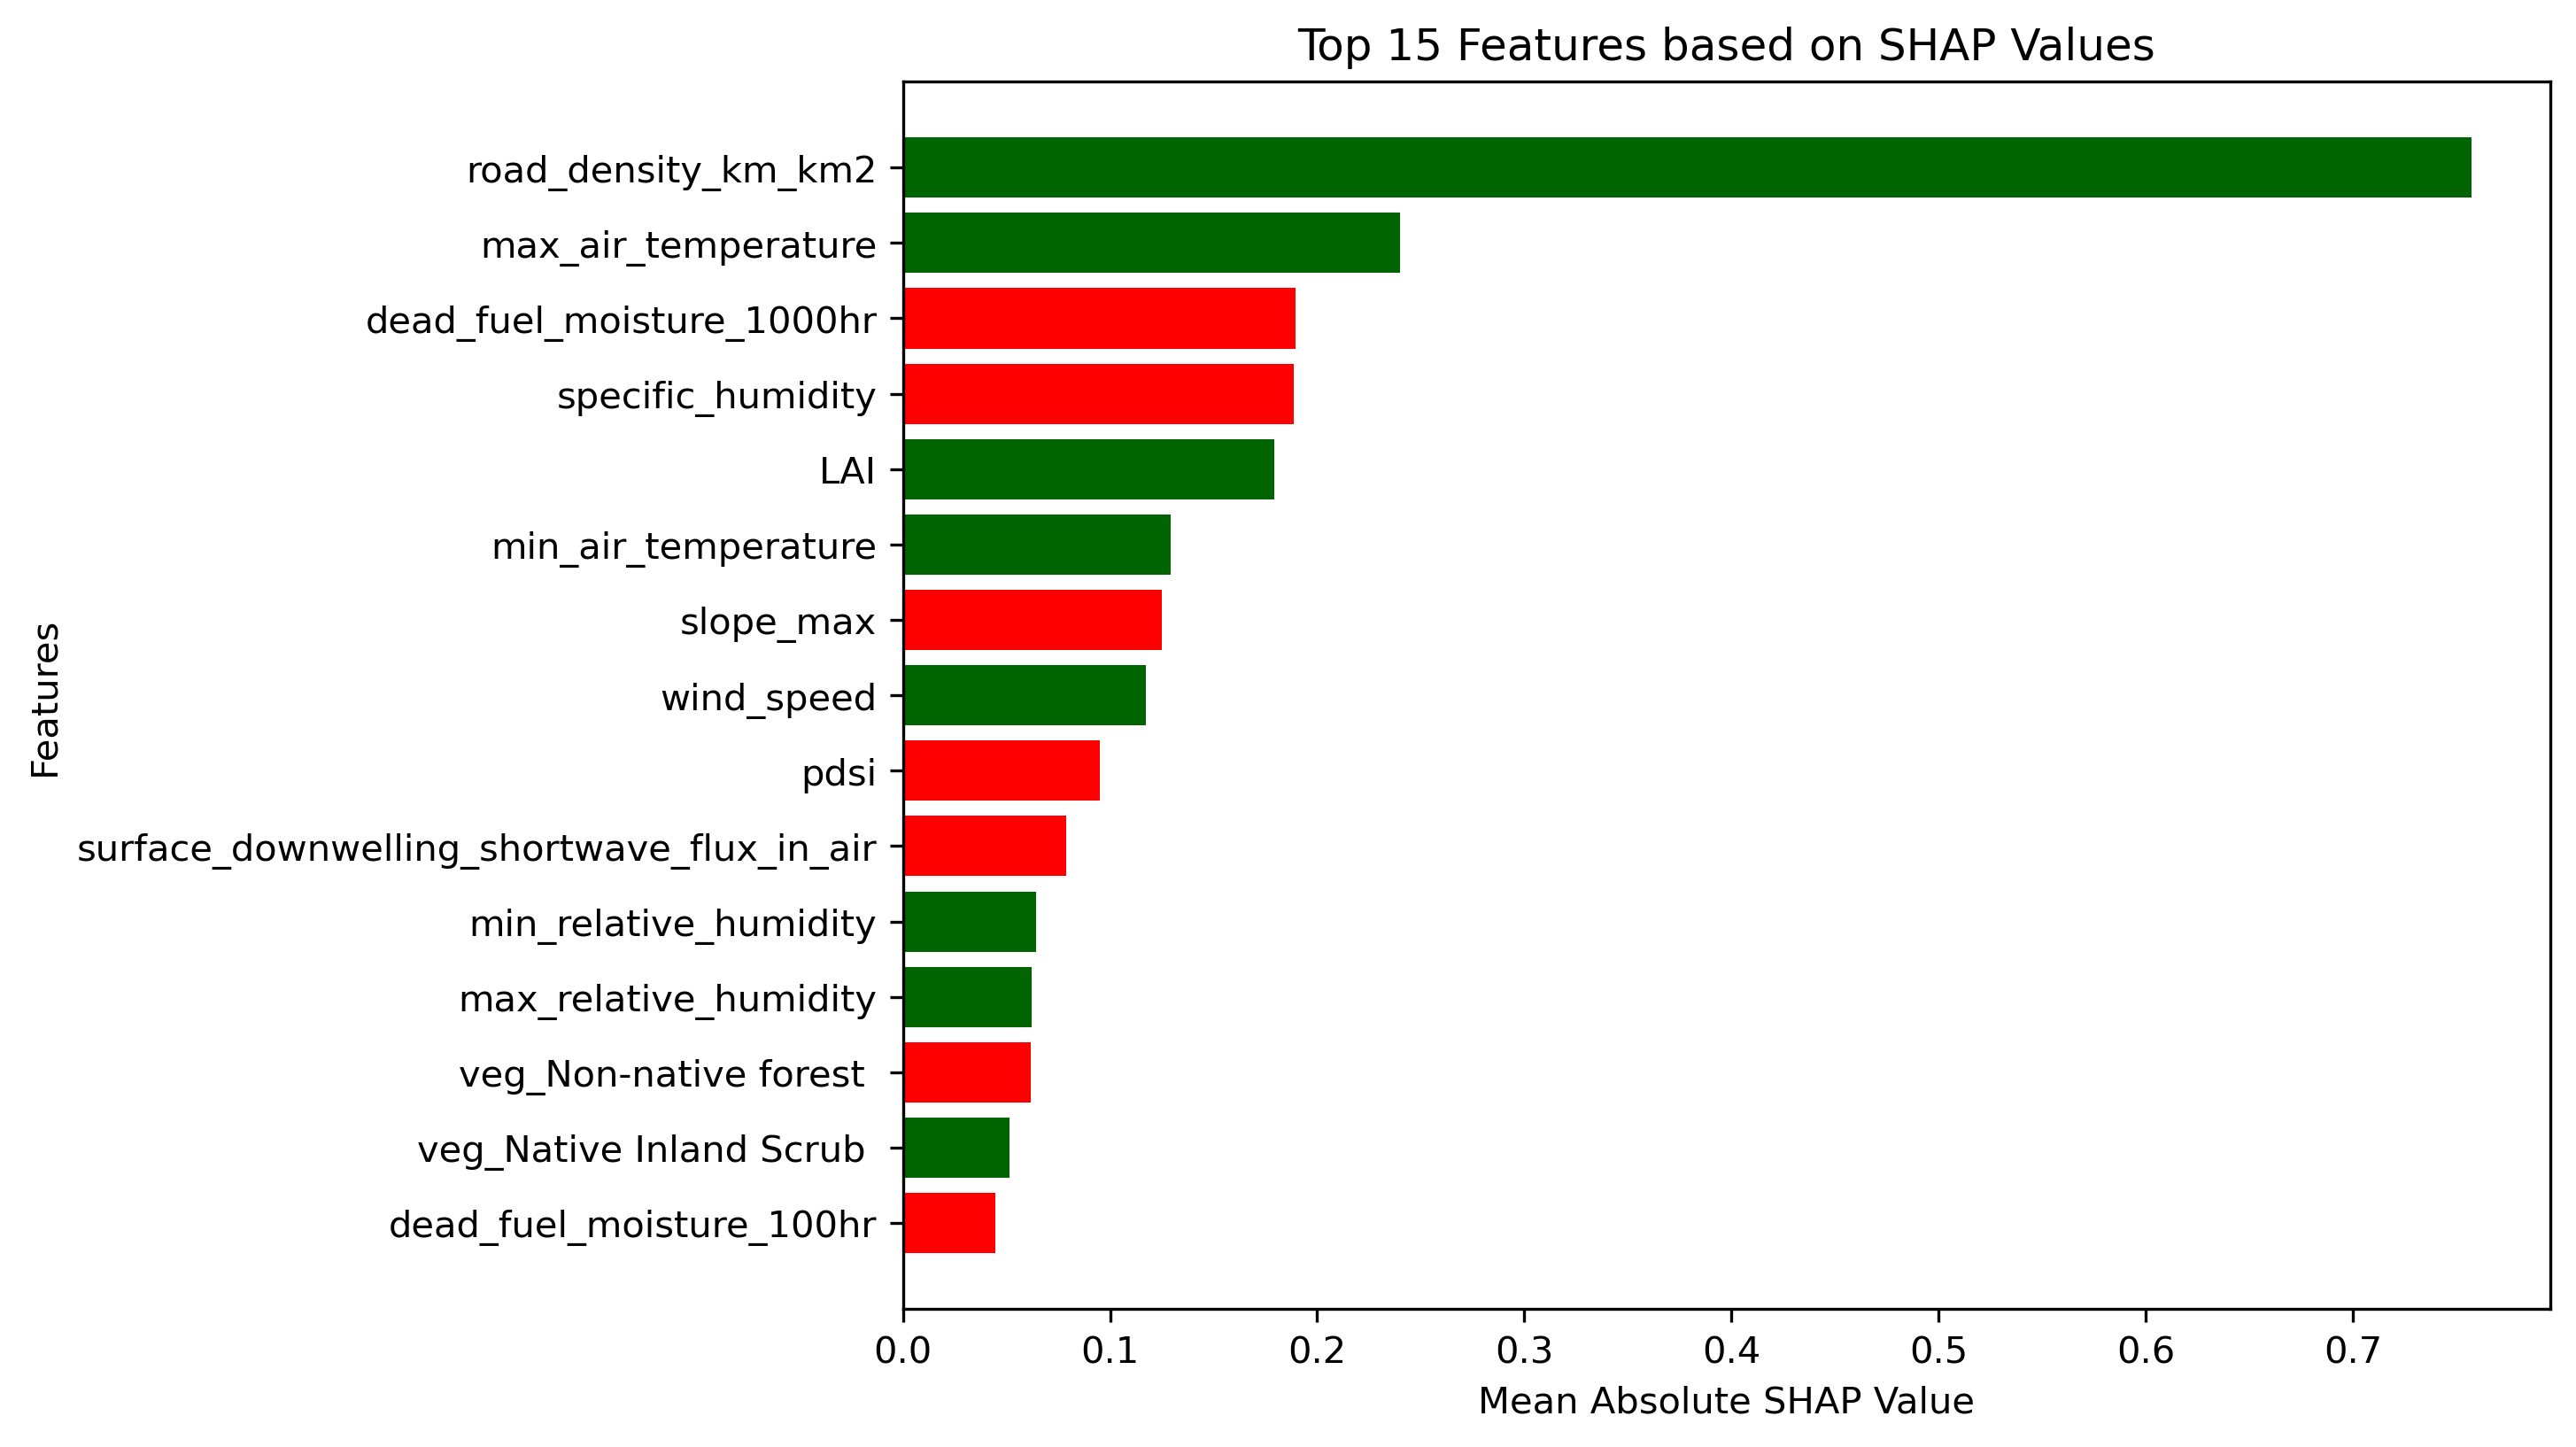 Top 15 Features based on SHAP Values
Features
road_density_km_km2
max_air_temperature
dead_fuel_moisture_1000hr
specific_humidity
LAI
min_air_temperature
slope_max
wind_speed
pdsi
surface_downwelling_shortwave_flux_in_air
min_relative_humidity
max_relative_humidity
veg_Non-native forest
veg_Native Inland Scrub
dead_fuel_moisture_100hr
0.0 0.1 0.2 0.3 0.4 0.5 0.6 0.7
Mean Absolute SHAP Value